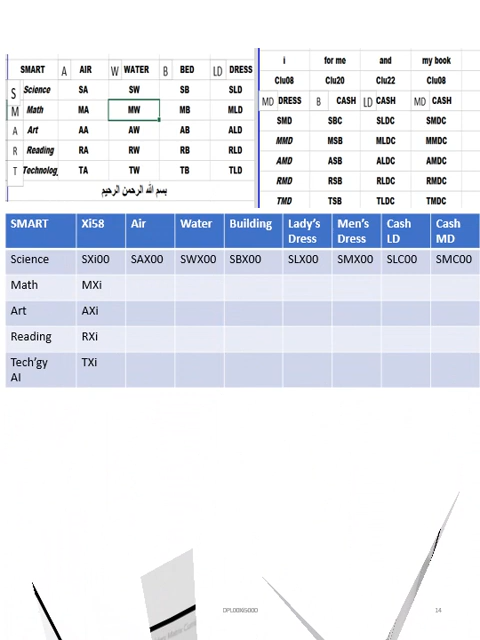 SMART A AIR W WATER B BED LD DRESS
S Science SA SW SB SLD
M Math MA MW MB MLD
A Art AA AW AB ALD
R Reading RA RW RB RLD
T Technolog TA TW TB TLD
بسم الله الرحمن الرحيم
i for me and my book
Clu08 Clu20 Clu22 Clu08
MD DRESS B CASH LD CASH MD CASH
SMD SBC SLDC SMDC
MMD MSB MLDC MMDC
AMD ASB ALDC AMDC
RMD RSB RLDC RMDC
TMD TSB TLDC TMDC
SMART Xi58 Air Water Building Lady's Dress Men's Dress Cash LD Cash MD
Science SXi00 SAX00 SWX00 SBX00 SLX00 SMX00 SLC00 SMC00
Math MXi
Art AXi
Reading RXi
Tech'gy AI TXi
14